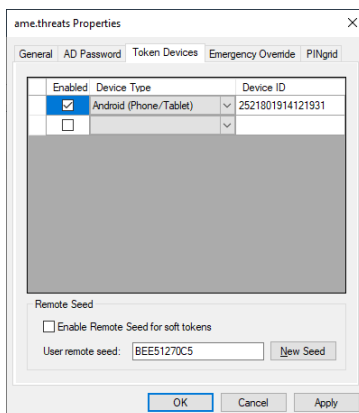 ame.threats Properties
General AD Password Token Devices Emergency Override PINgrid
Enabled Device Type Device ID
Android (Phone/Tablet) 2521801914121931
Remote Seed
Enable Remote Seed for soft tokens
User remote seed: BEE51270C5 New Seed
OK Cancel Apply